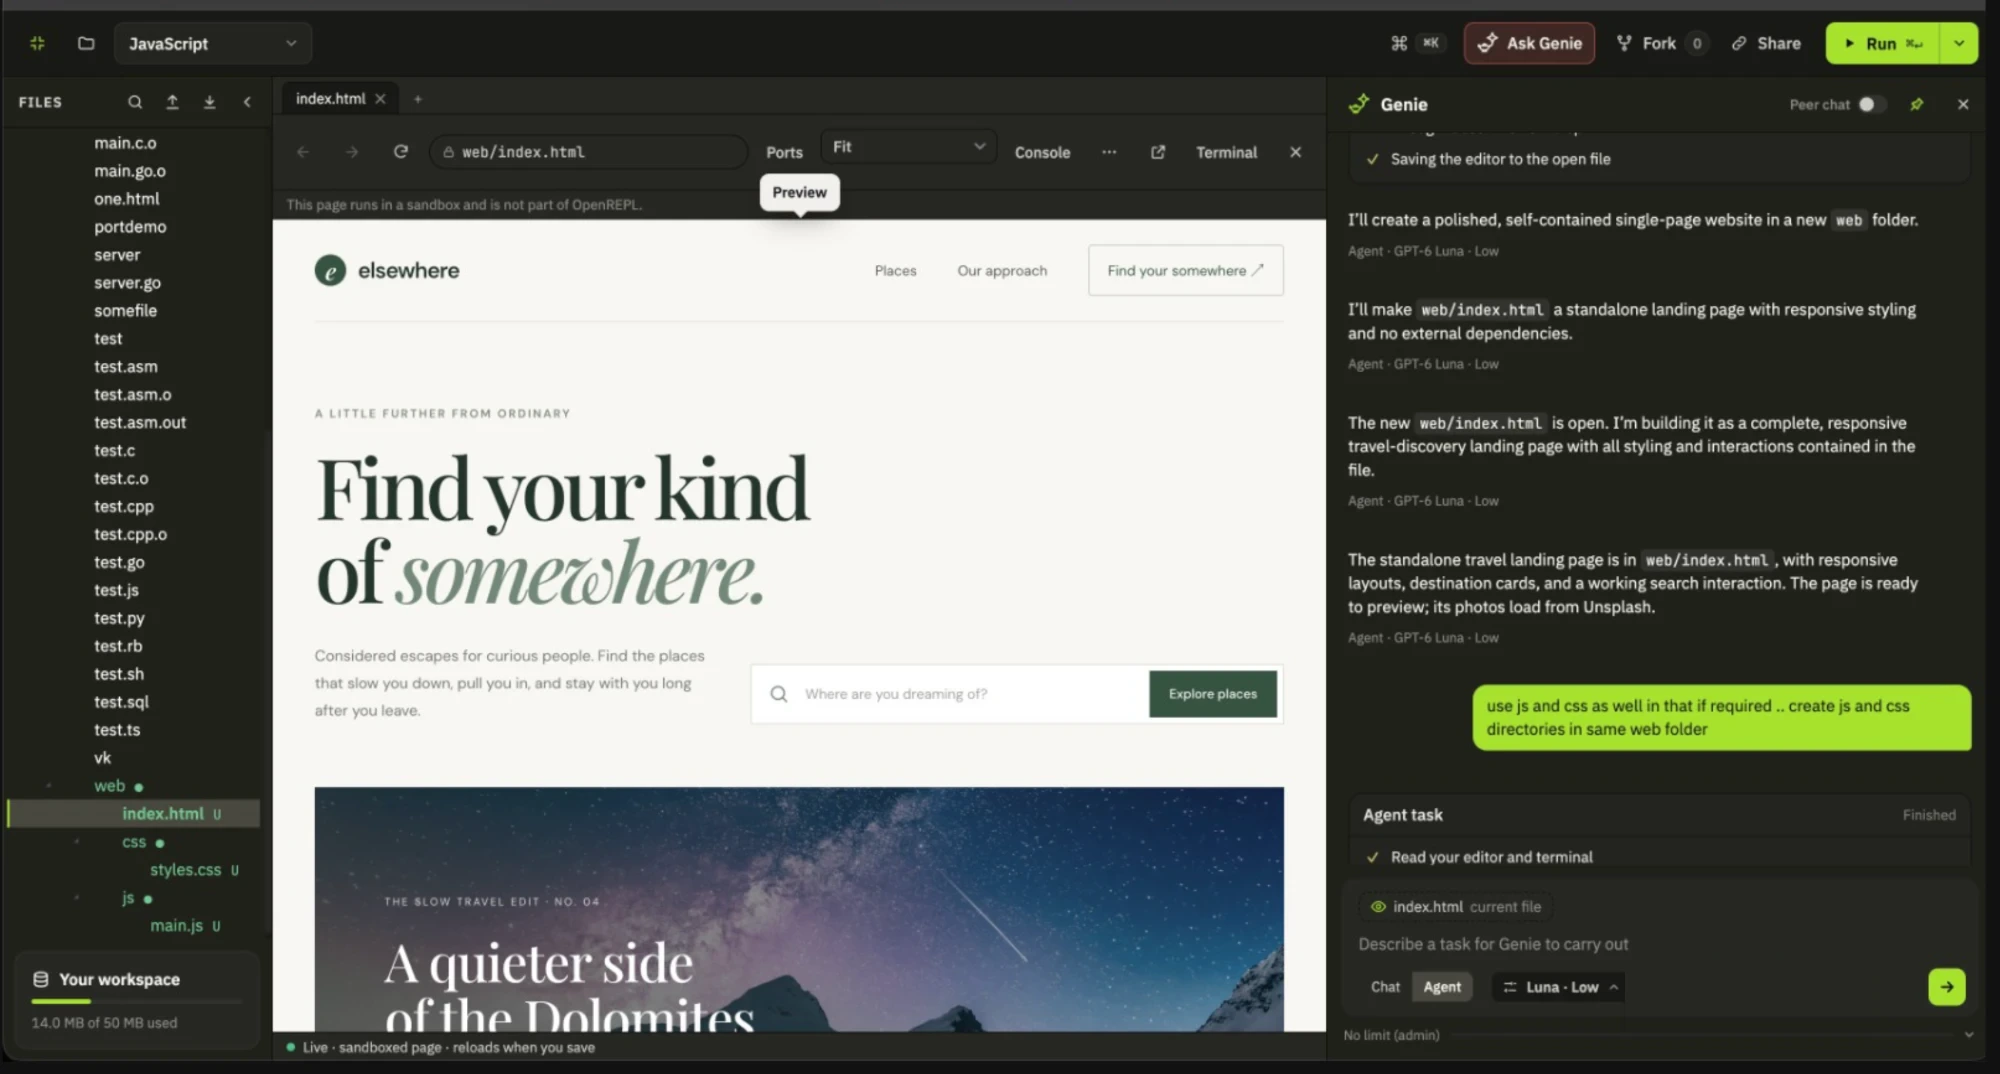 JavaScript
⌘K
Ask Genie
Fork 0
Share
Run
FILES
main.c.o
main.go.o
one.html
portdemo
server
server.go
somefile
test
test.asm
test.asm.o
test.asm.out
test.c
test.c.o
test.cpp
test.cpp.o
test.go
test.js
test.py
test.rb
test.sh
test.sql
test.ts
vk
web
index.html U
css
styles.css U
js
main.js U
Your workspace
14.0 MB of 50 MB used
index.html
web/index.html
Ports
Fit
Console
Terminal
Preview
This page runs in a sandbox and is not part of OpenREPL.
e elsewhere
Places
Our approach
Find your somewhere ↗
A LITTLE FURTHER FROM ORDINARY
Find your kind
of somewhere.
Considered escapes for curious people. Find the places
that slow you down, pull you in, and stay with you long
after you leave.
Where are you dreaming of?
Explore places
THE SLOW TRAVEL EDIT · NO. 04
A quieter side
of the Dolomites
Live · sandboxed page · reloads when you save
Genie
Peer chat
Saving the editor to the open file
I’ll create a polished, self-contained single-page website in a new web folder.
Agent · GPT-6 Luna · Low
I’ll make web/index.html a standalone landing page with responsive styling
and no external dependencies.
Agent · GPT-6 Luna · Low
The new web/index.html is open. I’m building it as a complete, responsive
travel-discovery landing page with all styling and interactions contained in the
file.
Agent · GPT-6 Luna · Low
The standalone travel landing page is in web/index.html, with responsive
layouts, destination cards, and a working search interaction. The page is ready
to preview; its photos load from Unsplash.
Agent · GPT-6 Luna · Low
use js and css as well in that if required .. create js and css
directories in same web folder
Agent task
Finished
Read your editor and terminal
index.html current file
Describe a task for Genie to carry out
Chat
Agent
Luna · Low
No limit (admin)